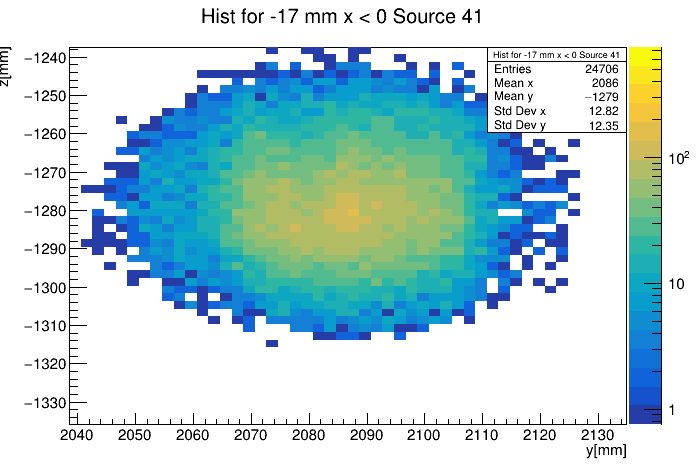 Hist for -17 mm x < 0 Source 41
z[mm]
Hist for -17 mm x < 0 Source 41
Entries 24706
Mean x 2086
Mean y −1279
Std Dev x 12.82
Std Dev y 12.35
−1240
−1250
−1260
−1270
−1280
−1290
−1300
−1310
−1320
−1330
10²
10
1
2040 2050 2060 2070 2080 2090 2100 2110 2120 2130
y[mm]